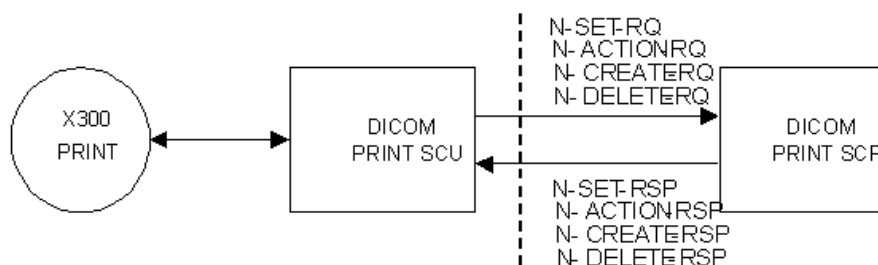 N-SET-RQ
N- ACTIONRQ
N- CREATERQ
N- DELETERQ
X300
PRINT
DICOM
PRINT SCU
DICOM
PRINT SCP
N-SET-RSP
N- ACTIONRSP
N- CREATERSP
N- DELETERSP